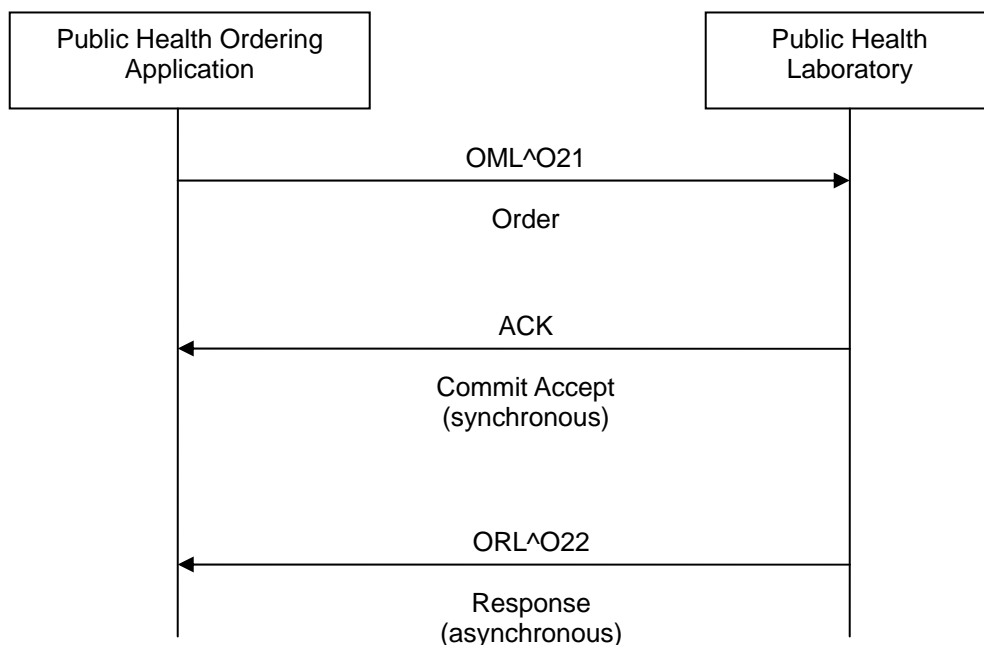 Public Health Ordering
Application
Public Health
Laboratory
OML^O21
Order
ACK
Commit Accept
(synchronous)
ORL^O22
Response
(asynchronous)